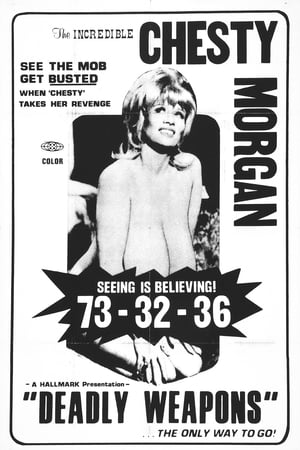 The INCREDIBLE
CHESTY
MORGAN
SEE THE MOB
GET BUSTED
WHEN 'CHESTY'
TAKES HER REVENGE
COLOR
SEEING IS BELIEVING!
73-32-36
- A HALLMARK Presentation -
"DEADLY WEAPONS"
...THE ONLY WAY TO GO!